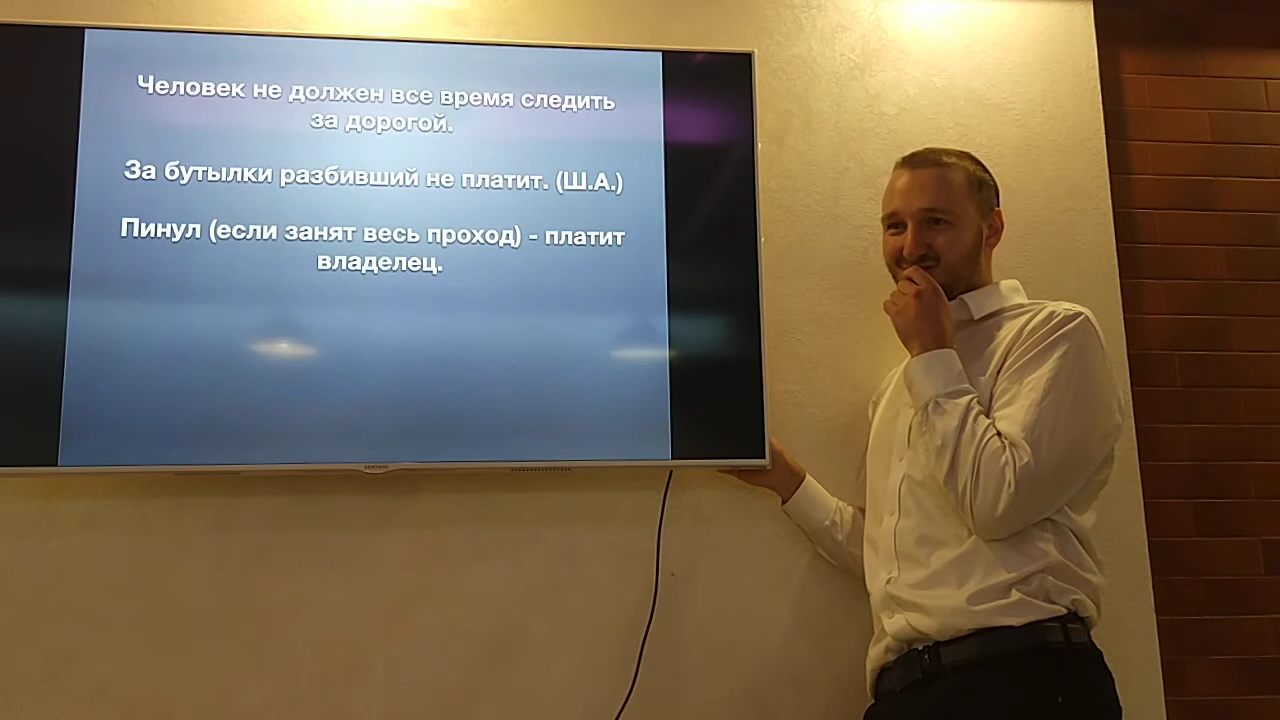 Человек не должен все время следить
за дорогой.
За бутылки разбивший не платит. (Ш.А.)
Пинул (если занят весь проход) - платит
владелец.
SAMSUNG